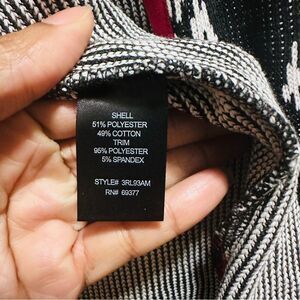 SHELL
51% POLYESTER
49% COTTON
TRIM
95% POLYESTER
5% SPANDEX
STYLE# 3RL93AM
RN# 69377